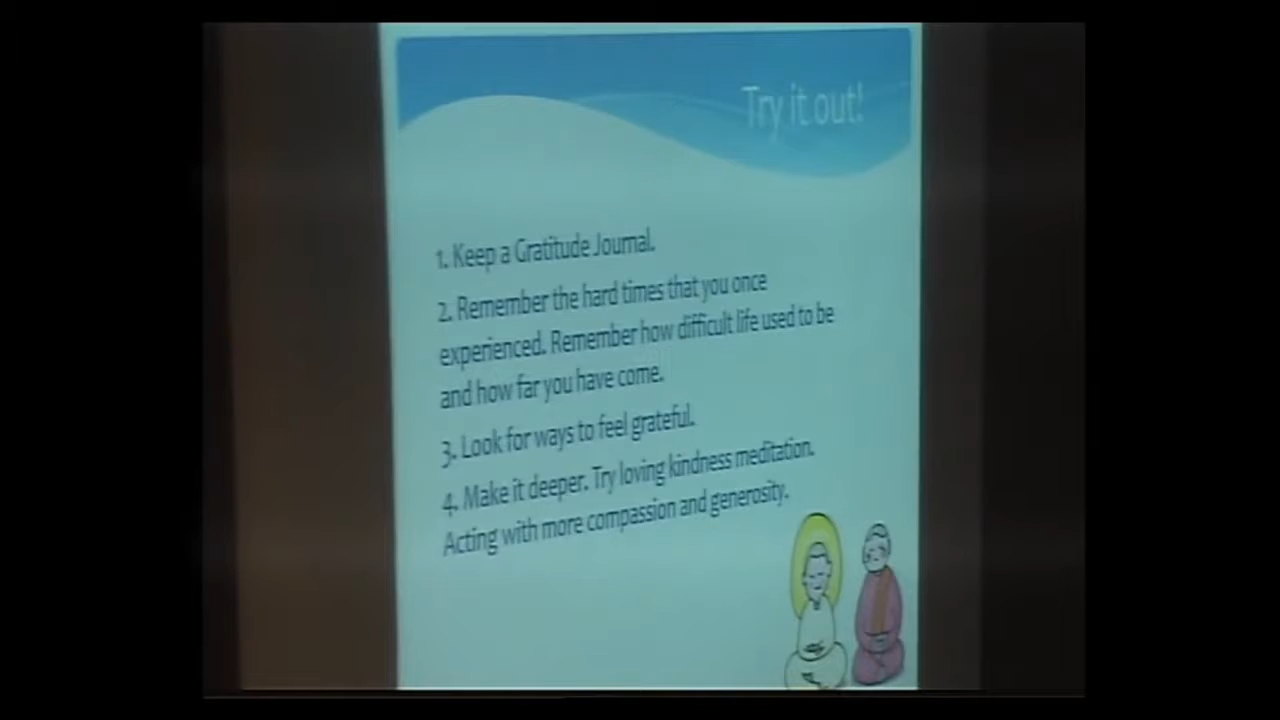 Try it out!
1. Keep a Gratitude Journal.
2. Remember the hard times that you once
experienced. Remember how difficult life used to be
and how far you have come.
3. Look for ways to feel grateful.
4. Make it deeper. Try loving kindness meditation.
Acting with more compassion and generosity.